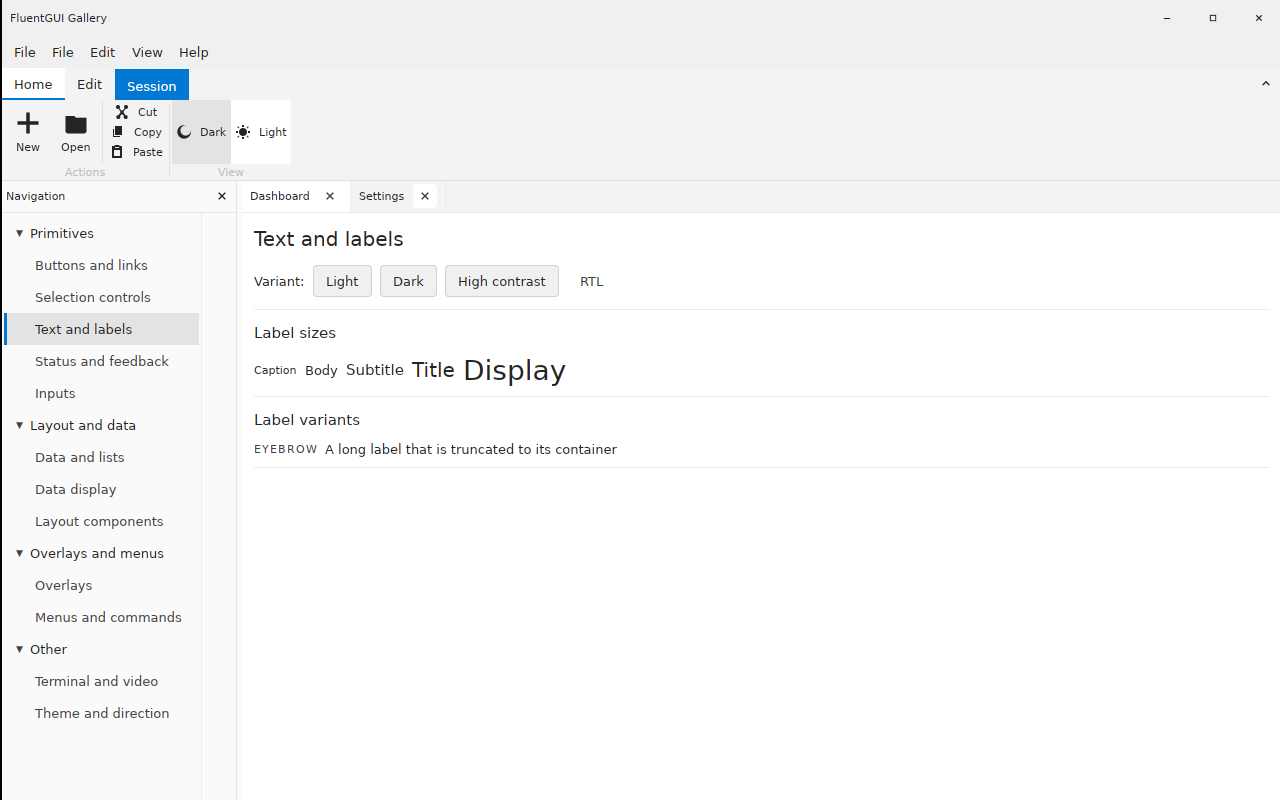 FluentGUI Gallery
File File Edit View Help
Home Edit Session
New Open Cut Copy Paste Dark Light
Actions View
Navigation
Dashboard Settings
Primitives
Buttons and links
Selection controls
Text and labels
Status and feedback
Inputs
Layout and data
Data and lists
Data display
Layout components
Overlays and menus
Overlays
Menus and commands
Other
Terminal and video
Theme and direction
Text and labels
Variant: Light Dark High contrast RTL
Label sizes
Caption Body Subtitle Title Display
Label variants
EYEBROW A long label that is truncated to its container